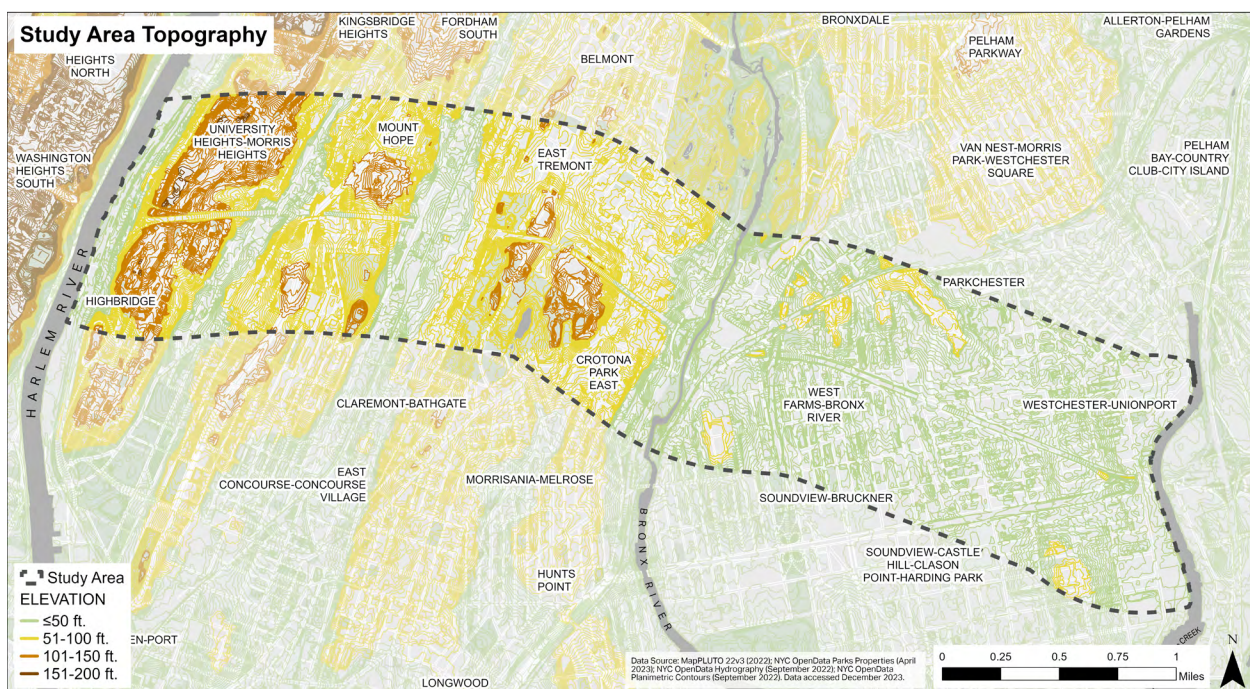 Study Area Topography
KINGSBRIDGE
HEIGHTS
FORDHAM
SOUTH
BRONXDALE
ALLERTON-PELHAM
GARDENS
HEIGHTS
NORTH
BELMONT
PELHAM
PARKWAY
UNIVERSITY
HEIGHTS-MORRIS
HEIGHTS
MOUNT
HOPE
EAST
TREMONT
VAN NEST-MORRIS
PARK-WESTCHESTER
SQUARE
PELHAM
BAY-COUNTRY
CLUB-CITY ISLAND
WASHINGTON
HEIGHTS
SOUTH
HARLEM RIVER
HIGHBRIDGE
PARKCHESTER
CROTONA
PARK
EAST
CLAREMONT-BATHGATE
WEST
FARMS-BRONX
RIVER
WESTCHESTER-UNIONPORT
EAST
CONCOURSE-CONCOURSE
VILLAGE
MORRISANIA-MELROSE
SOUNDVIEW-BRUCKNER
BRONX RIVER
SOUNDVIEW-CASTLE
HILL-CLASON
POINT-HARDING PARK
HUNTS
POINT
Study Area
ELEVATION
≤50 ft.
51-100 ft.
101-150 ft.
151-200 ft.
EN-PORT
LONGWOOD
CREEK
Data Source: MapPLUTO 22v3 (2022); NYC OpenData Parks Properties (April
2023); NYC OpenData Hydrography (September 2022); NYC OpenData
Planimetric Contours (September 2022). Data accessed December 2023.
0 0.25 0.5 0.75 1
Miles
N